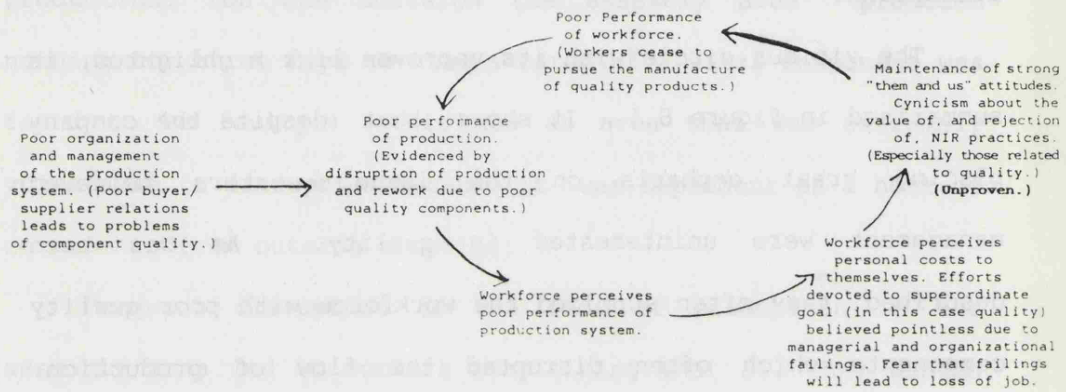 Poor Performance
of workforce.
(Workers cease to
pursue the manufacture
of quality products.)
Maintenance of strong
"them and us" attitudes.
Cynicism about the
value of, and rejection
of, NIR practices.
(Especially those related
to quality.)
(Unproven.)
Poor performance
of production.
(Evidenced by
disruption of production
and rework due to poor
quality components.)
Poor organization
and management
of the production
system. (Poor buyer/
supplier relations
leads to problems
of component quality.)
Workforce perceives
poor performance of
production system.
Workforce perceives
personal costs to
themselves. Efforts
devoted to superordinate
goal (in this case quality)
believed pointless due to
managerial and organizational
failings. These failings
will lead to loss of job.